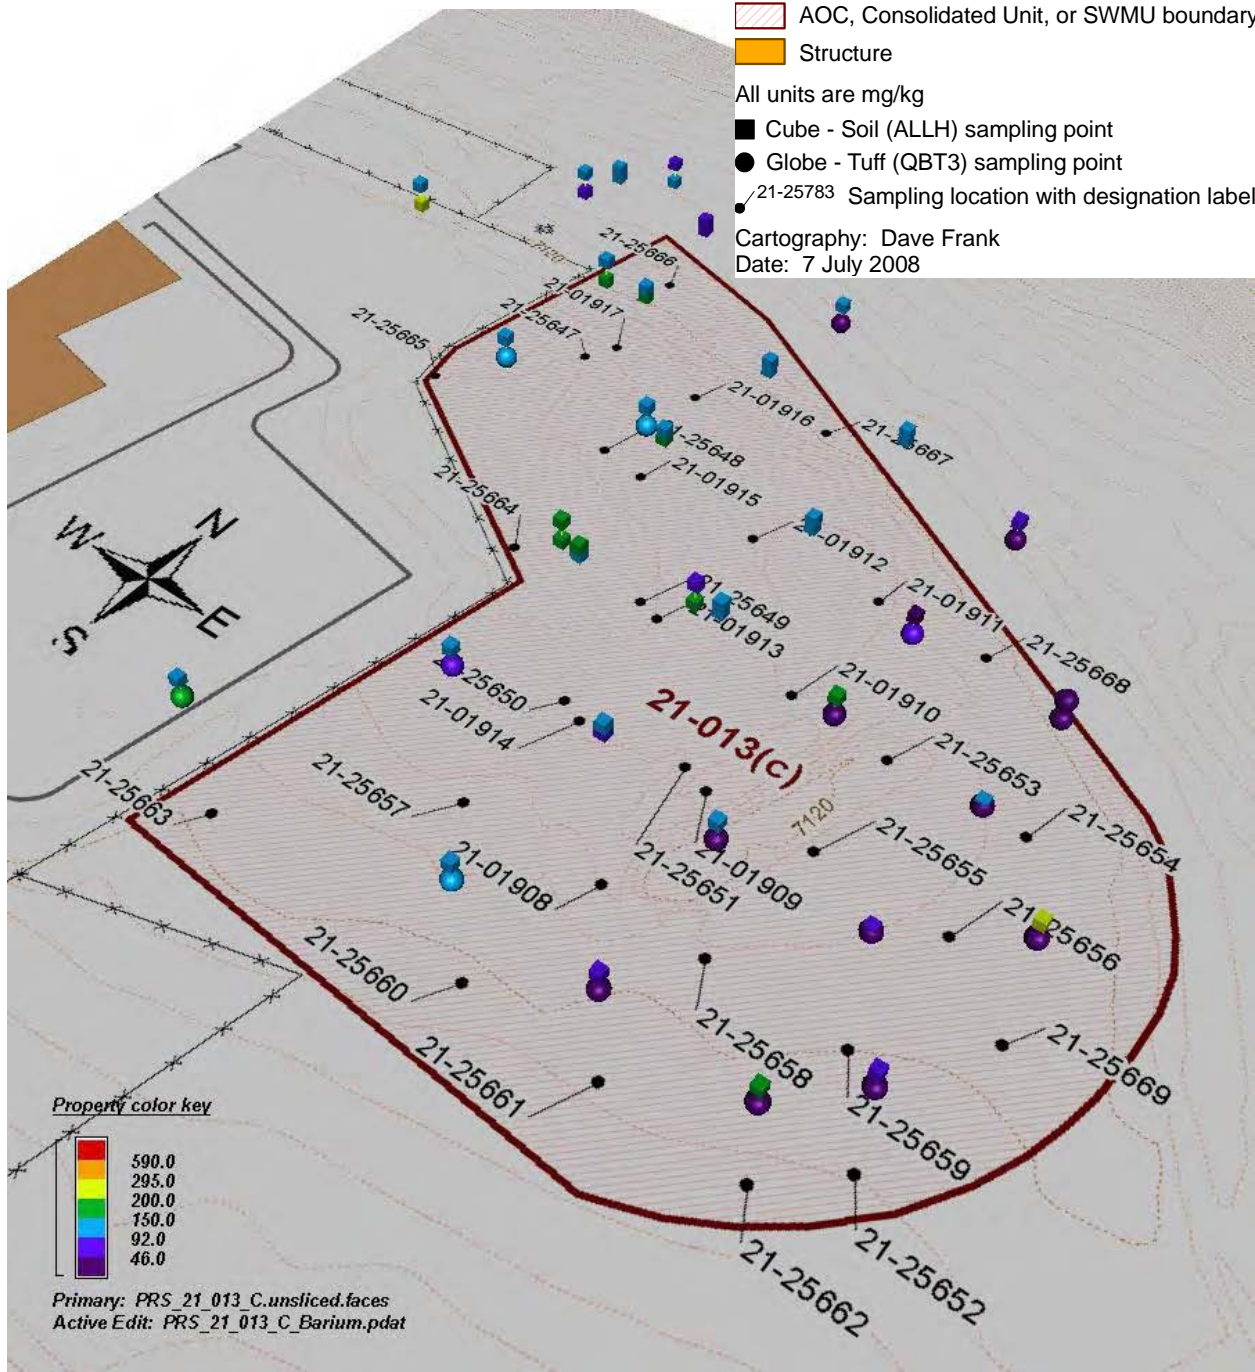 AOC, Consolidated Unit, or SWMU boundary
Structure
All units are mg/kg
Cube - Soil (ALLH) sampling point
Globe - Tuff (QBT3) sampling point
21-25783 Sampling location with designation label
Cartography: Dave Frank
Date: 7 July 2008
7120
21-25666
21-01917
21-25647
21-25665
21-01916
21-25667
21-25648
21-01915
21-25664
21-01912
21-01911
21-25649
21-01913
21-25668
21-25650
21-01914
21-01910
21-013(c)
21-25653
21-25657
21-25663
7120
21-25654
21-25655
21-01909
21-25651
21-01908
21-25656
21-25660
21-25658
21-25661
21-25669
21-25659
21-25652
21-25662
N
W
E
S
Property color key
590.0
295.0
200.0
150.0
92.0
46.0
Primary: PRS_21_013_C.unsliced.faces
Active Edit: PRS_21_013_C_Barium.pdat